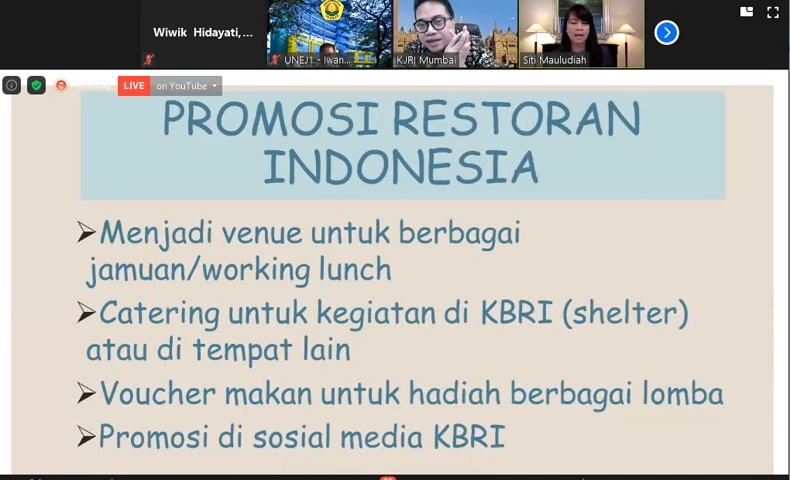 Wiwik Hidayati,...
UNEJ1 - Iwan...
KJRI Mumbai
Siti Mauludiah
Recording
LIVE on YouTube
PROMOSI RESTORAN
INDONESIA
➢Menjadi venue untuk berbagai
jamuan/working lunch
➢Catering untuk kegiatan di KBRI (shelter)
atau di tempat lain
➢Voucher makan untuk hadiah berbagai lomba
➢Promosi di sosial media KBRI